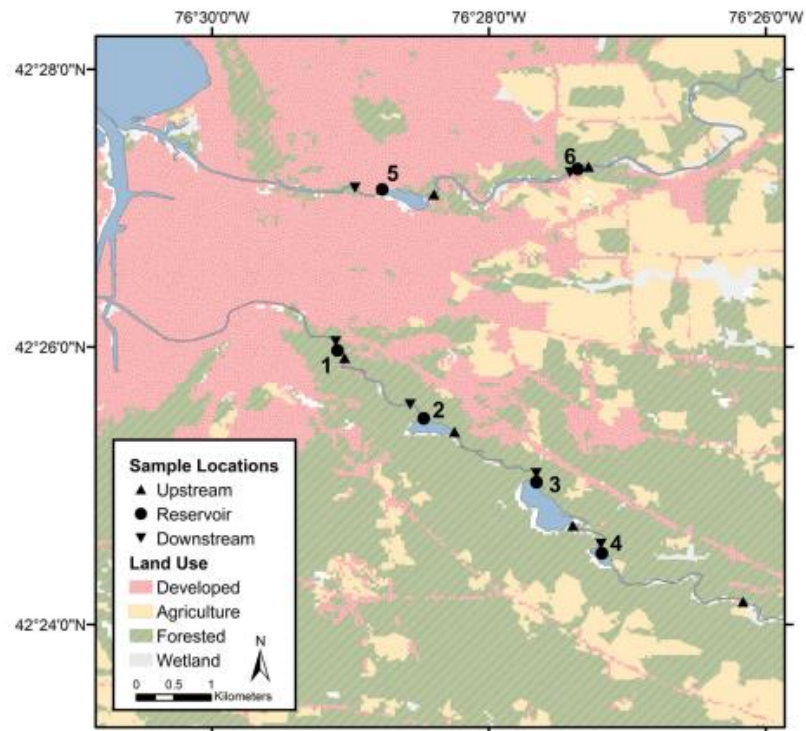 76°30'0"W 76°28'0"W 76°26'0"W
42°28'0"N
5
6
42°26'0"N
1
2
3
4
42°24'0"N
Sample Locations
Upstream
Reservoir
Downstream
Land Use
Developed
Agriculture
Forested
Wetland
N
0 0.5 1
Kilometers